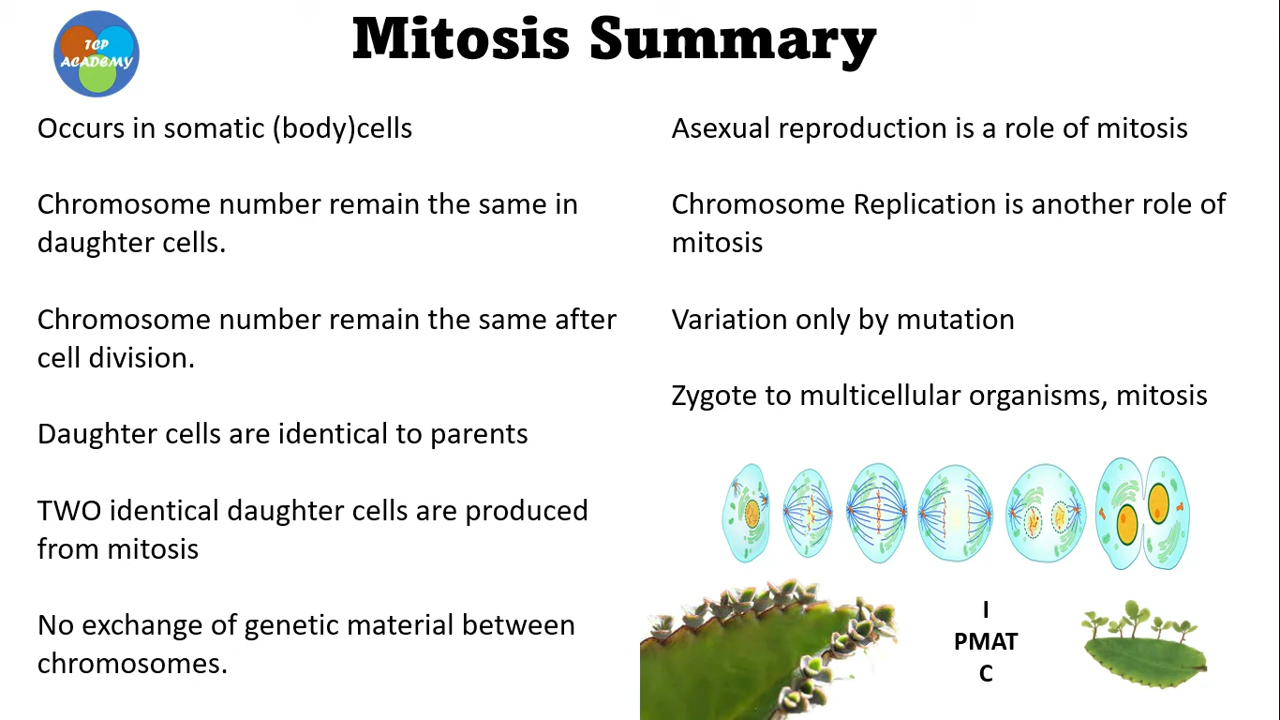 TCP
ACADEMY
Mitosis Summary
Occurs in somatic (body)cells
Chromosome number remain the same in
daughter cells.
Chromosome number remain the same after
cell division.
Daughter cells are identical to parents
TWO identical daughter cells are produced
from mitosis
No exchange of genetic material between
chromosomes.
Asexual reproduction is a role of mitosis
Chromosome Replication is another role of
mitosis
Variation only by mutation
Zygote to multicellular organisms, mitosis
I
PMAT
C